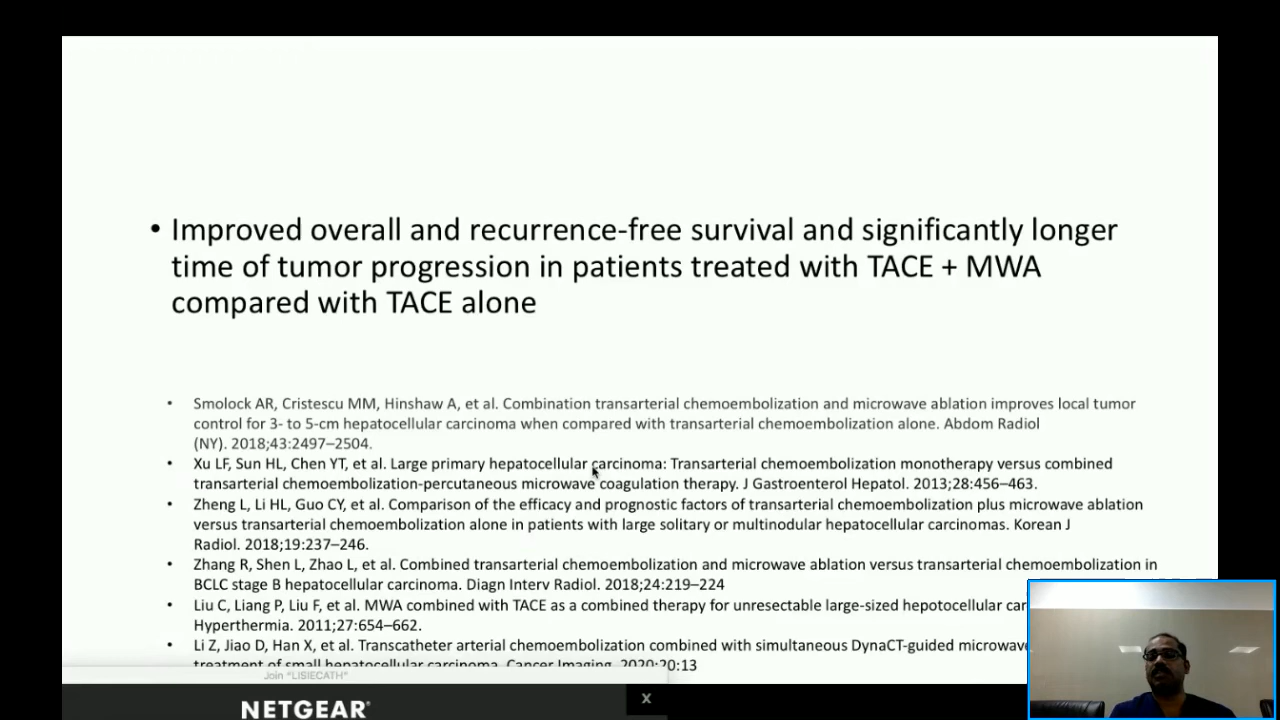 • Improved overall and recurrence-free survival and significantly longer
time of tumor progression in patients treated with TACE + MWA
compared with TACE alone
• Smolock AR, Cristescu MM, Hinshaw A, et al. Combination transarterial chemoembolization and microwave ablation improves local tumor
control for 3- to 5-cm hepatocellular carcinoma when compared with transarterial chemoembolization alone. Abdom Radiol
(NY). 2018;43:2497–2504.
• Xu LF, Sun HL, Chen YT, et al. Large primary hepatocellular carcinoma: Transarterial chemoembolization monotherapy versus combined
transarterial chemoembolization-percutaneous microwave coagulation therapy. J Gastroenterol Hepatol. 2013;28:456–463.
• Zheng L, Li HL, Guo CY, et al. Comparison of the efficacy and prognostic factors of transarterial chemoembolization plus microwave ablation
versus transarterial chemoembolization alone in patients with large solitary or multinodular hepatocellular carcinomas. Korean J
Radiol. 2018;19:237–246.
• Zhang R, Shen L, Zhao L, et al. Combined transarterial chemoembolization and microwave ablation versus transarterial chemoembolization in
BCLC stage B hepatocellular carcinoma. Diagn Interv Radiol. 2018;24:219–224
• Liu C, Liang P, Liu F, et al. MWA combined with TACE as a combined therapy for unresectable large-sized hepotocellular car
Hyperthermia. 2011;27:654–662.
• Li Z, Jiao D, Han X, et al. Transcatheter arterial chemoembolization combined with simultaneous DynaCT-guided microwave
treatment of small hepatocellular carcinoma. Cancer Imaging. 2020;20:13
Join "LISIECATH"
NETGEAR®
X